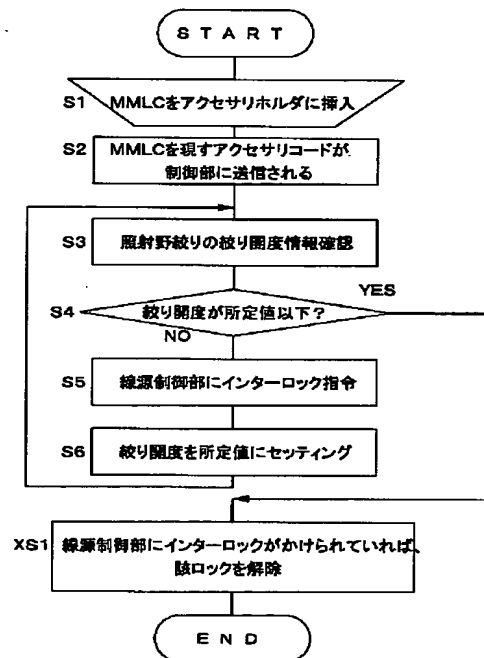 START
S1 MMLCをアクセサリホルダに挿入
S2 MMLCを現すアクセサリコードが
制御部に送信される
S3 照射野絞りの絞り開度情報確認
S4 絞り開度が所定値以下?
YES
NO
S5 線源制御部にインターロック指令
S6 絞り開度を所定値にセッティング
XS1 線源制御部にインターロックがかけられていれば、
該ロックを解除
END